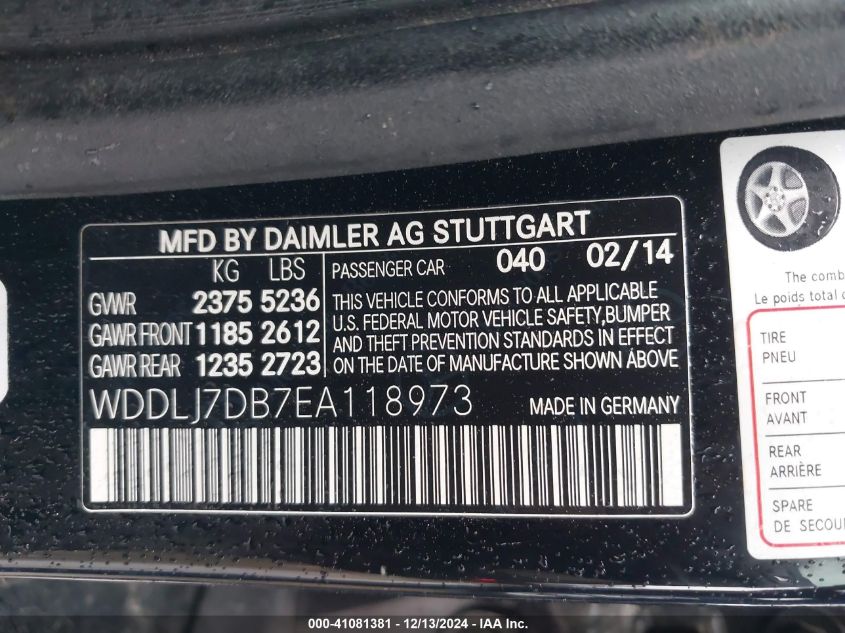 MFD BY DAIMLER AG STUTTGART
KG LBS
GVWR 2375 5236
GAWR FRONT 1185 2612
GAWR REAR 1235 2723
PASSENGER CAR 040 02/14
THIS VEHICLE CONFORMS TO ALL APPLICABLE
U.S. FEDERAL MOTOR VEHICLE SAFETY,BUMPER
AND THEFT PREVENTION STANDARDS IN EFFECT
ON THE DATE OF MANUFACTURE SHOWN ABOVE
WDDLJ7DB7EA118973 MADE IN GERMANY
The comb
Le poids total
TIRE
PNEU
FRONT
AVANT
REAR
ARRIÈRE
SPARE
DE SECOU
000-41081381 - 12/13/2024 - IAA Inc.